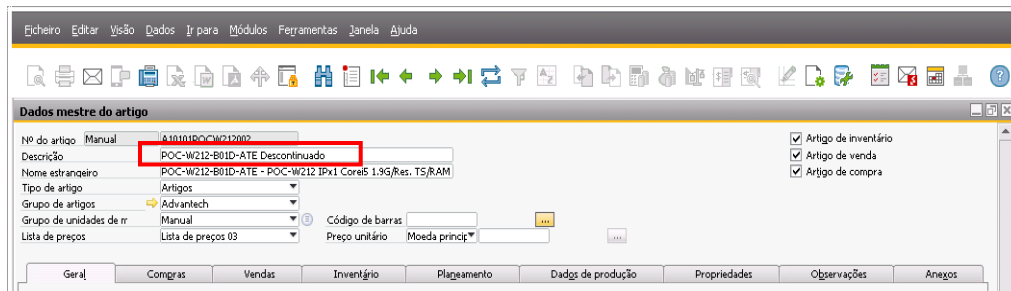 Ficheiro Editar Visão Dados Ir para Módulos Ferramentas Janela Ajuda
Dados mestre do artigo
Nº do artigo Manual A10101POCW212002
Descrição POC-W212-B01D-ATE Descontinuado
Nome estrangeiro POC-W212-B01D-ATE - POC-W212 IPx1 Corei5 1.9G/Res. TS/RAM
Tipo de artigo Artigos
Grupo de artigos Advantech
Grupo de unidades de m Manual Código de barras ...
Lista de preços Lista de preços 03 Preço unitário Moeda princip ...
Artigo de inventário
Artigo de venda
Artigo de compra
Geral Compras Vendas Inventário Planeamento Dados de produção Propriedades Observações Anexos